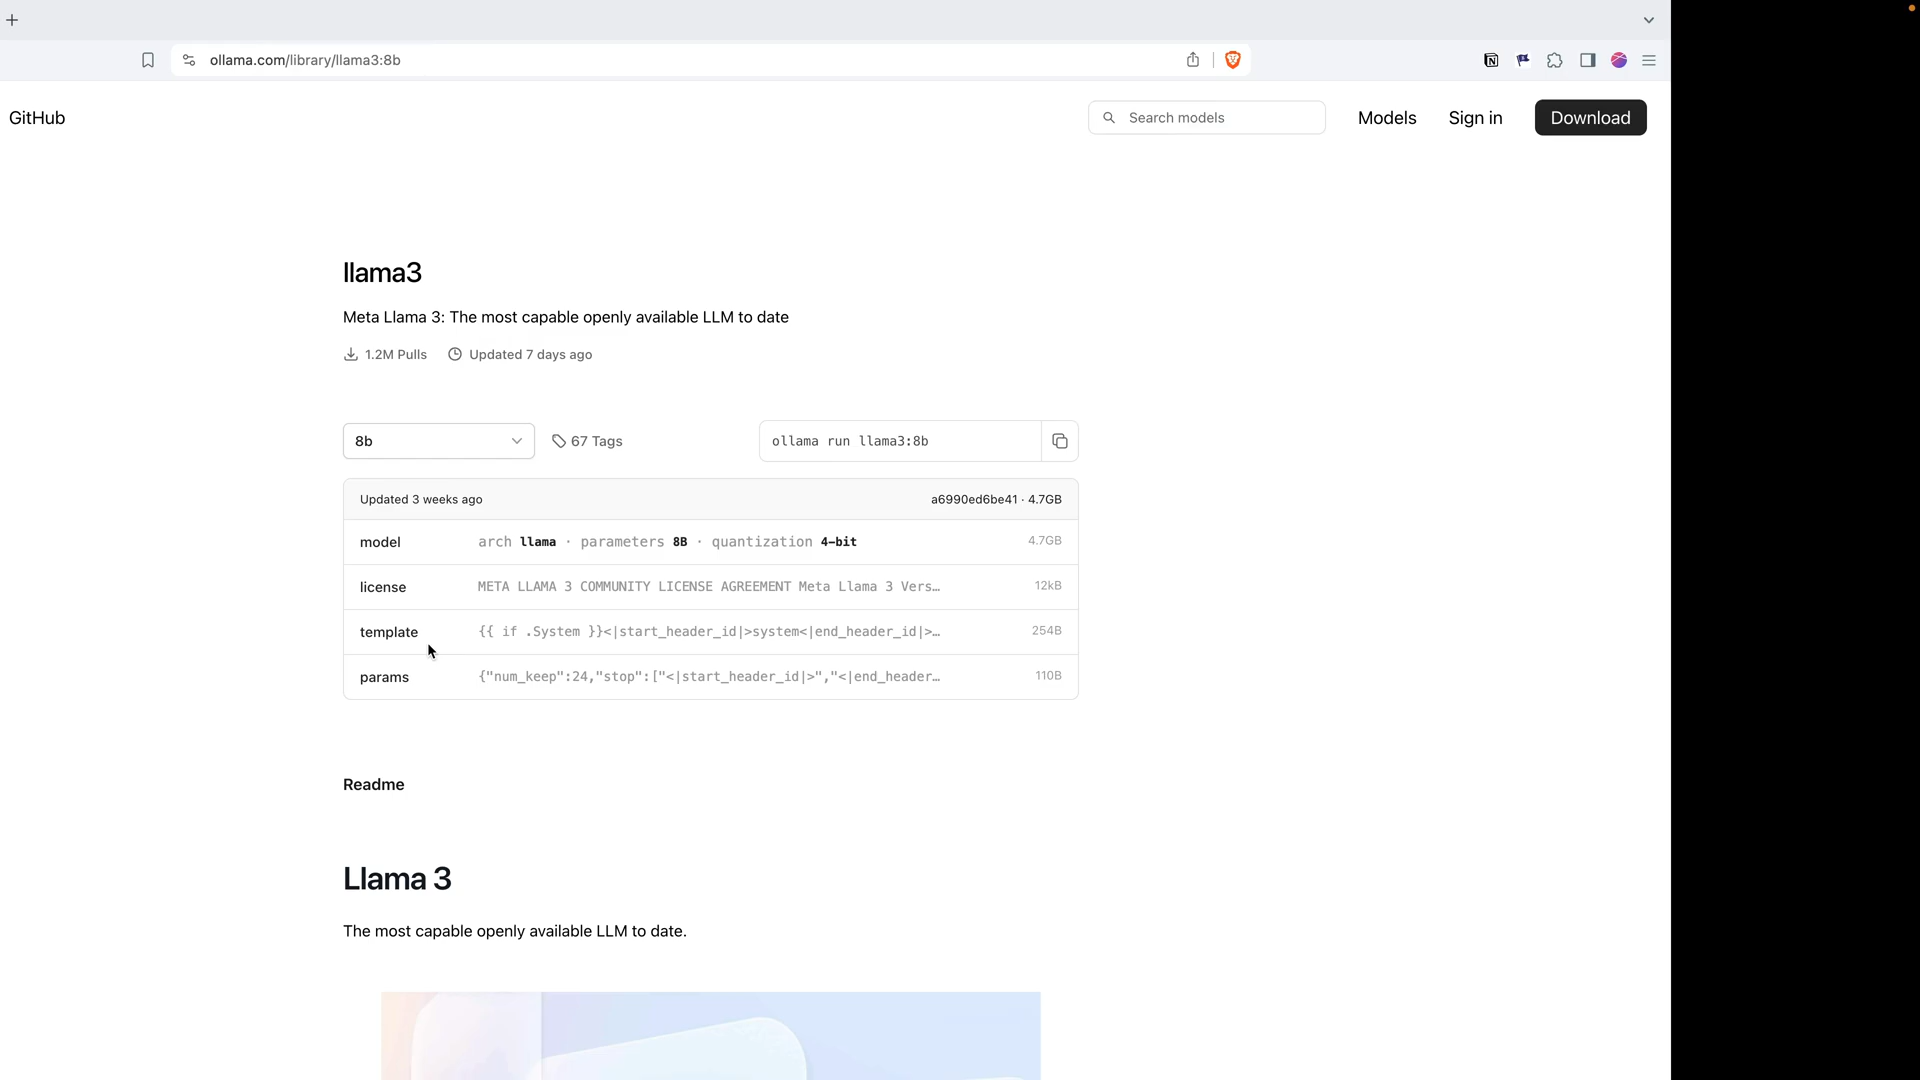 ollama.com/library/llama3:8b
GitHub
Search models
Models
Sign in
Download
llama3
Meta Llama 3: The most capable openly available LLM to date
1.2M Pulls
Updated 7 days ago
8b
67 Tags
ollama run llama3:8b
Updated 3 weeks ago
a6990ed6be41 · 4.7GB
model
arch llama · parameters 8B · quantization 4-bit
4.7GB
license
META LLAMA 3 COMMUNITY LICENSE AGREEMENT Meta Llama 3 Vers…
12kB
template
{{ if .System }}<|start_header_id|>system<|end_header_id|>…
254B
params
{"num_keep":24,"stop":["<|start_header_id|>","<|end_header…
110B
Readme
Llama 3
The most capable openly available LLM to date.